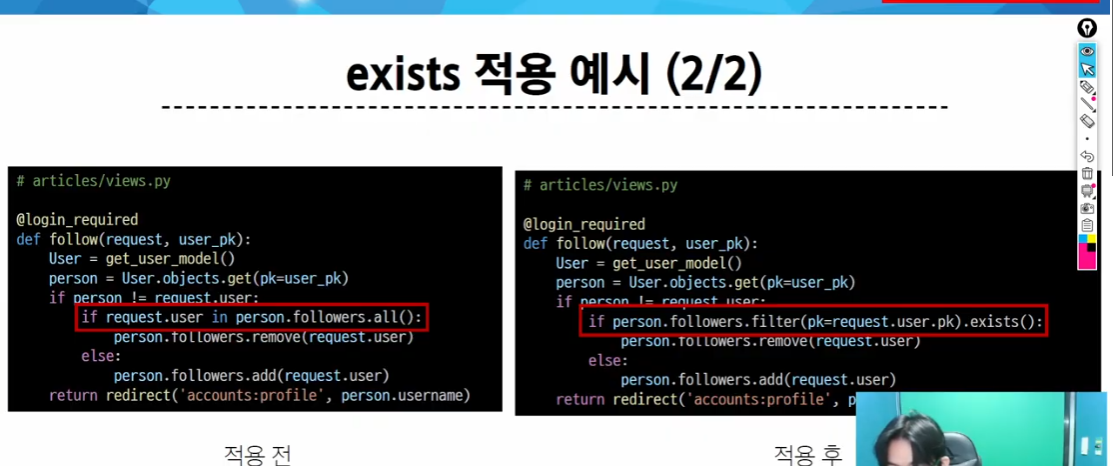 exists 적용 예시 (2/2)
# articles/views.py
@login_required
def follow(request, user_pk):
User = get_user_model()
person = User.objects.get(pk=user_pk)
if person != request.user:
if request.user in person.followers.all():
person.followers.remove(request.user)
else:
person.followers.add(request.user)
return redirect('accounts:profile', person.username)
적용 전
# articles/views.py
@login_required
def follow(request, user_pk):
User = get_user_model()
person = User.objects.get(pk=user_pk)
if person != request.user:
if person.followers.filter(pk=request.user.pk).exists():
person.followers.remove(request.user)
else:
person.followers.add(request.user)
return redirect('accounts:profile',
적용 후